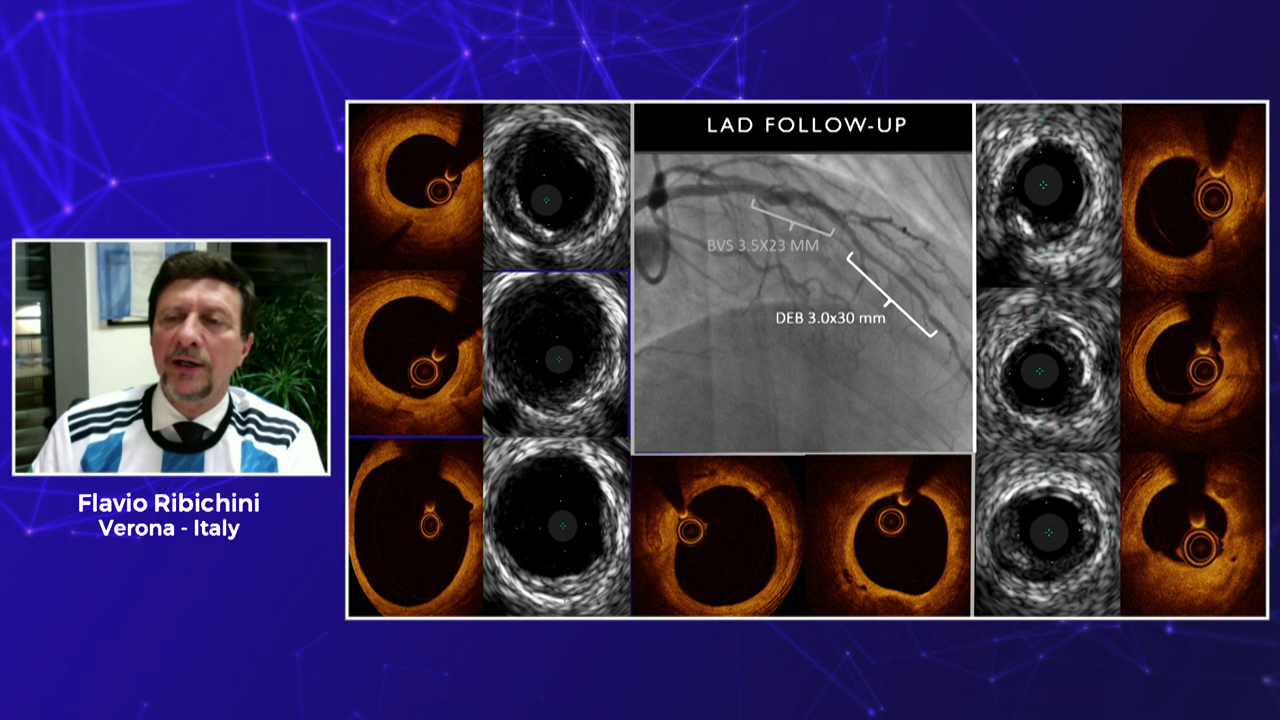 LAD FOLLOW-UP
BVS 3.5X23 MM
DEB 3.0x30 mm
Flavio Ribichini
Verona - Italy